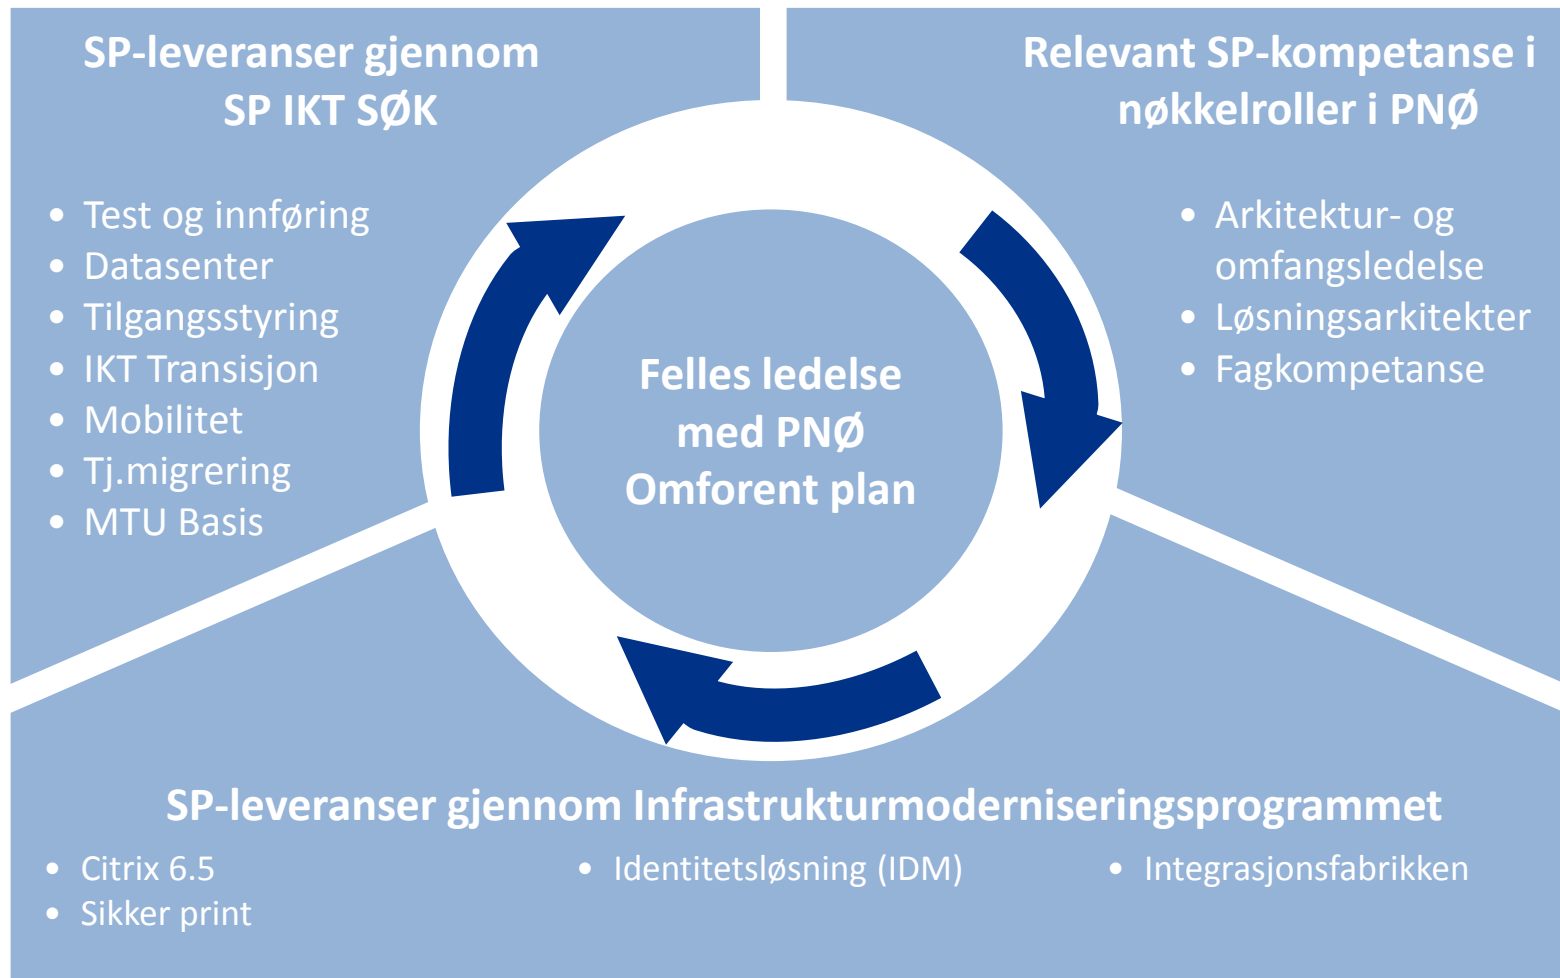 SP-leveranser gjennom
SP IKT SØK
• Test og innføring
• Datasenter
• Tilgangsstyring
• IKT Transisjon
• Mobilitet
• Tj.migrering
• MTU Basis
Relevant SP-kompetanse i
nøkkelroller i PNØ
• Arkitektur- og
omfangsledelse
• Løsningsarkitekter
• Fagkompetanse
Felles ledelse
med PNØ
Omforent plan
SP-leveranser gjennom Infrastrukturmoderniseringsprogrammet
• Citrix 6.5
• Sikker print
• Identitetsløsning (IDM)
• Integrasjonsfabrikken